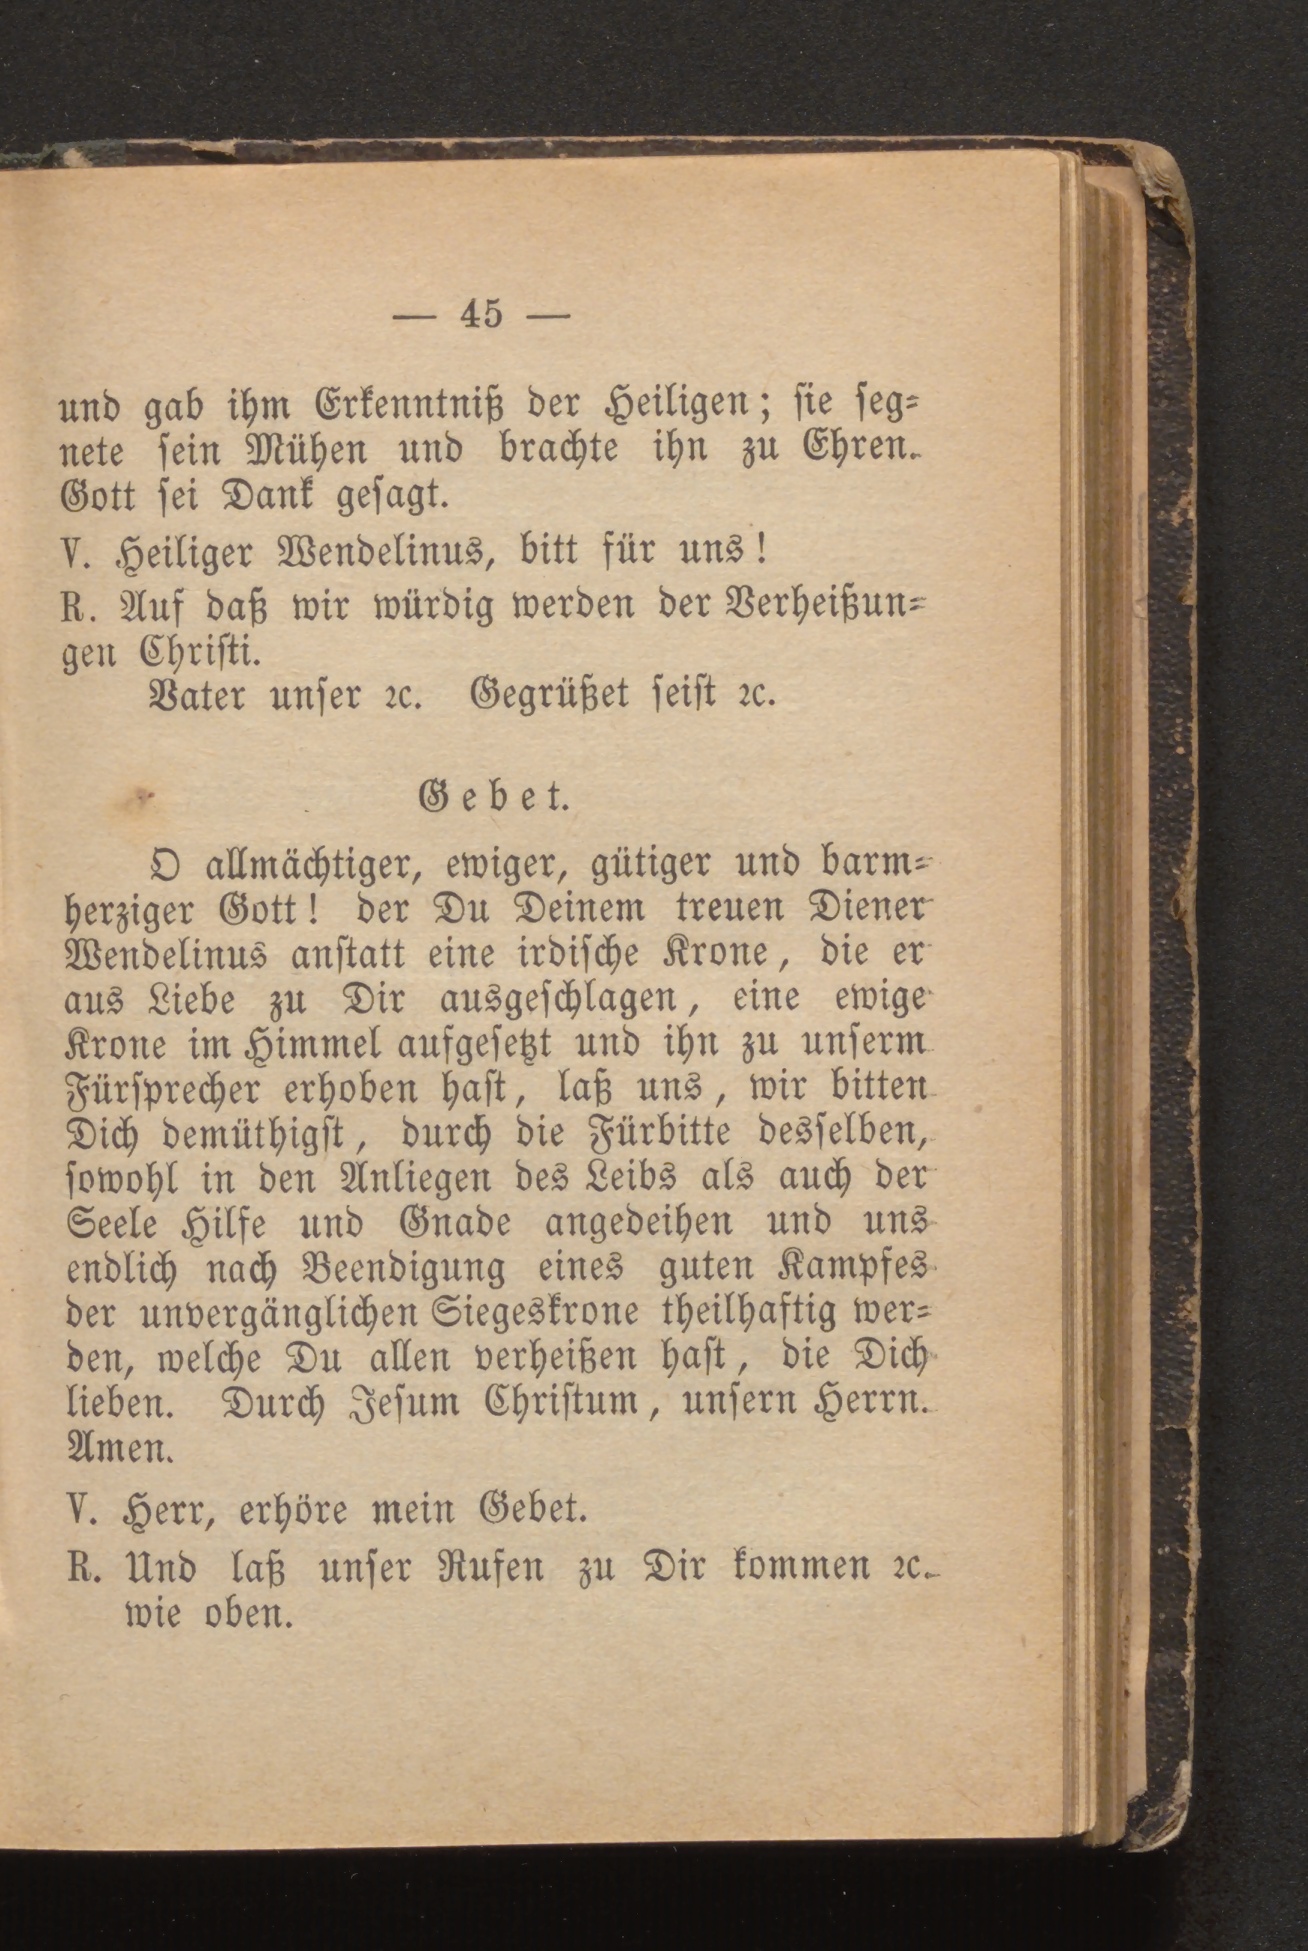 — 45 —
und gab ihm Erkenntniß der Heiligen; sie seg=
nete sein Mühen und brachte ihn zu Ehren.
Gott sei Dank gesagt.
V. Heiliger Wendelinus, bitt für uns!
R. Auf daß wir würdig werden der Verheißun=
gen Christi.
Vater unser ꝛc. Gegrüßet seist ꝛc.
Gebet.
O allmächtiger, ewiger, gütiger und barm=
herziger Gott! der Du Deinem treuen Diener
Wendelinus anstatt eine irdische Krone, die er
aus Liebe zu Dir ausgeschlagen, eine ewige
Krone im Himmel aufgesetzt und ihn zu unserm
Fürsprecher erhoben hast, laß uns, wir bitten
Dich demüthigst, durch die Fürbitte desselben,
sowohl in den Anliegen des Leibs als auch der
Seele Hilfe und Gnade angedeihen und uns
endlich nach Beendigung eines guten Kampfes
der unvergänglichen Siegeskrone theilhaftig wer=
den, welche Du allen verheißen hast, die Dich
lieben. Durch Jesum Christum, unsern Herrn.
Amen.
V. Herr, erhöre mein Gebet.
R. Und laß unser Rufen zu Dir kommen ꝛc.
wie oben.